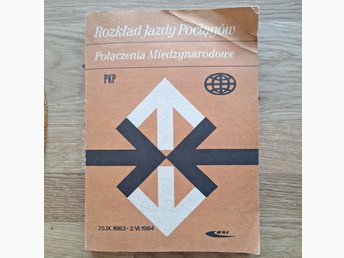 Rozkład Jazdy Pociągów
Połączenia Międzynarodowe
PKP
25.IX.1983-2.VI.1984